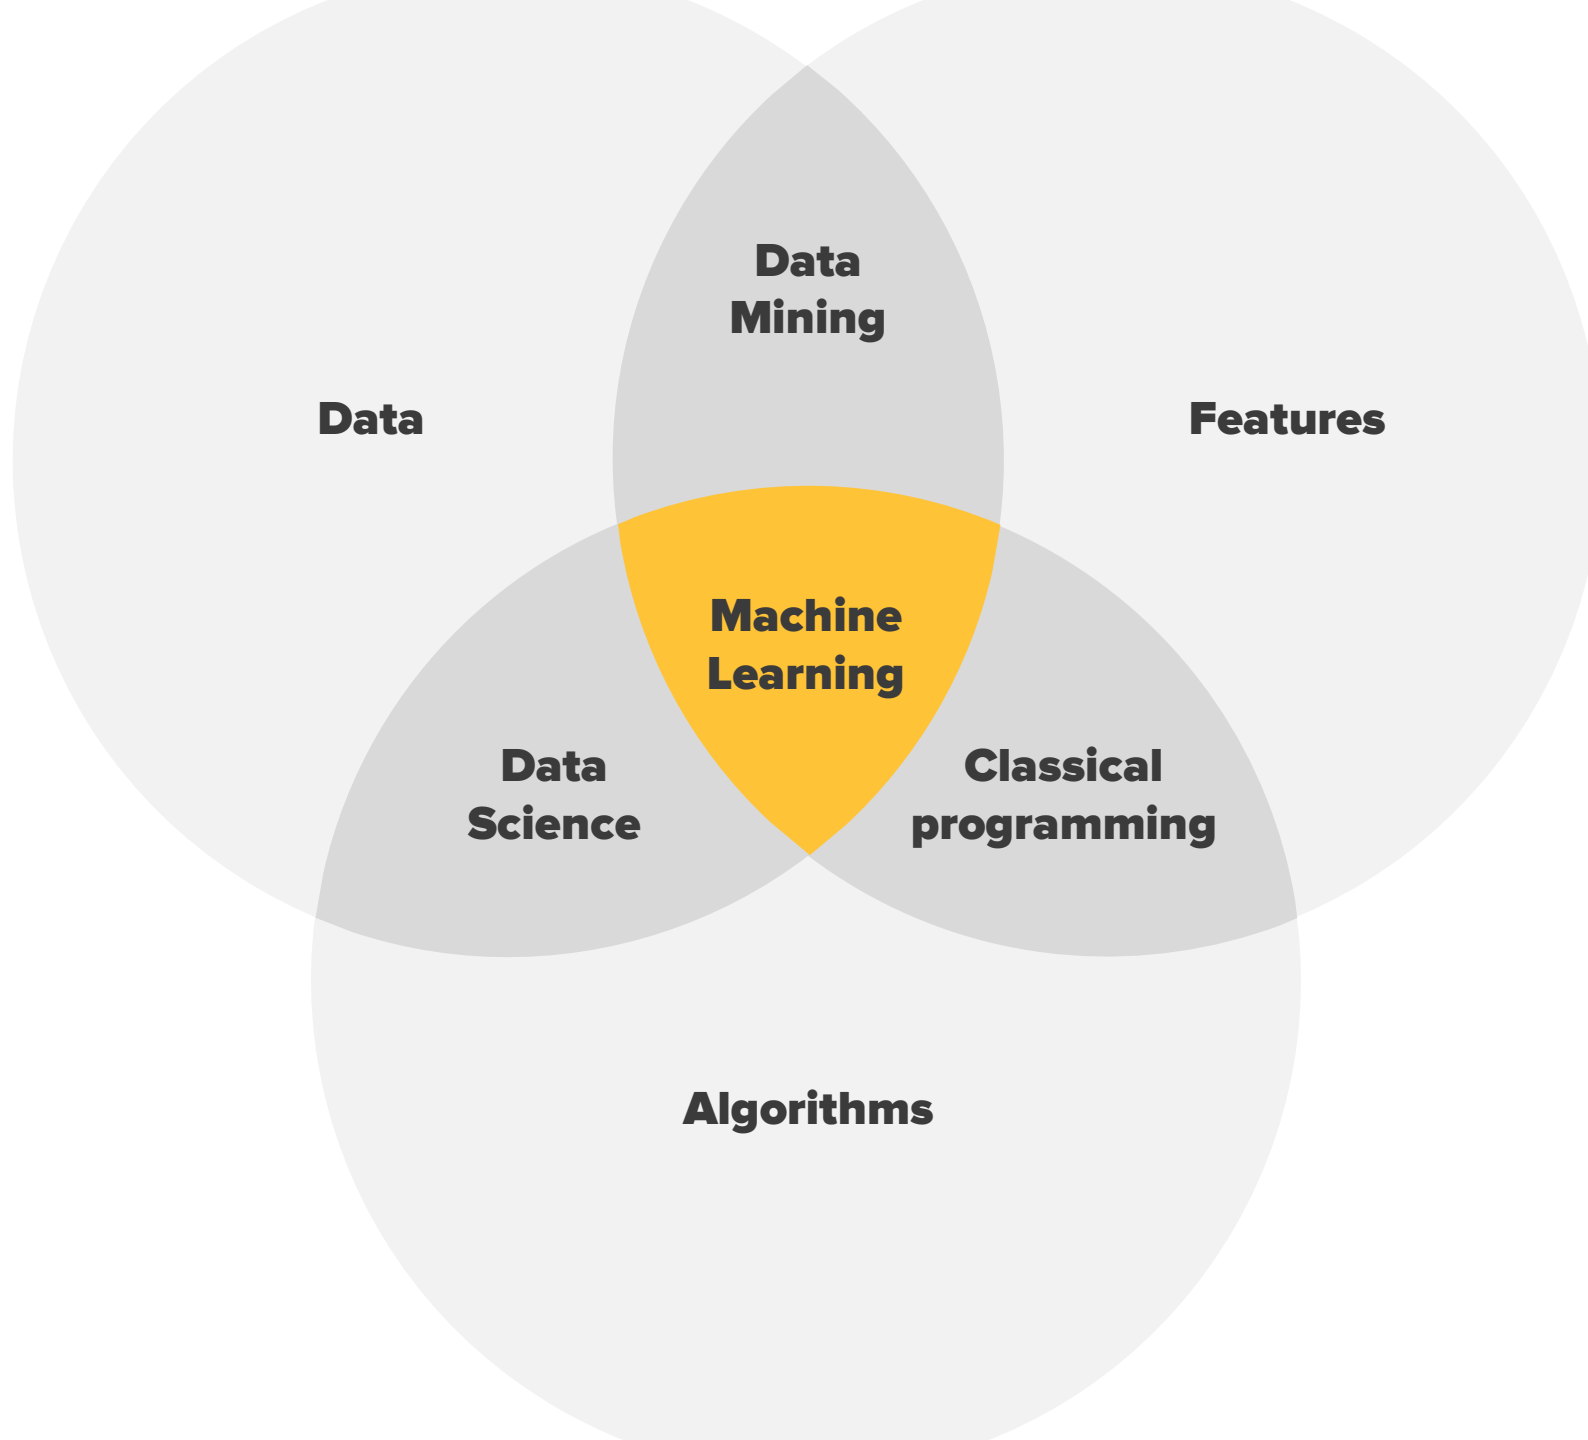 Data
Mining
Data
Features
Machine
Learning
Data
Science
Classical
programming
Algorithms